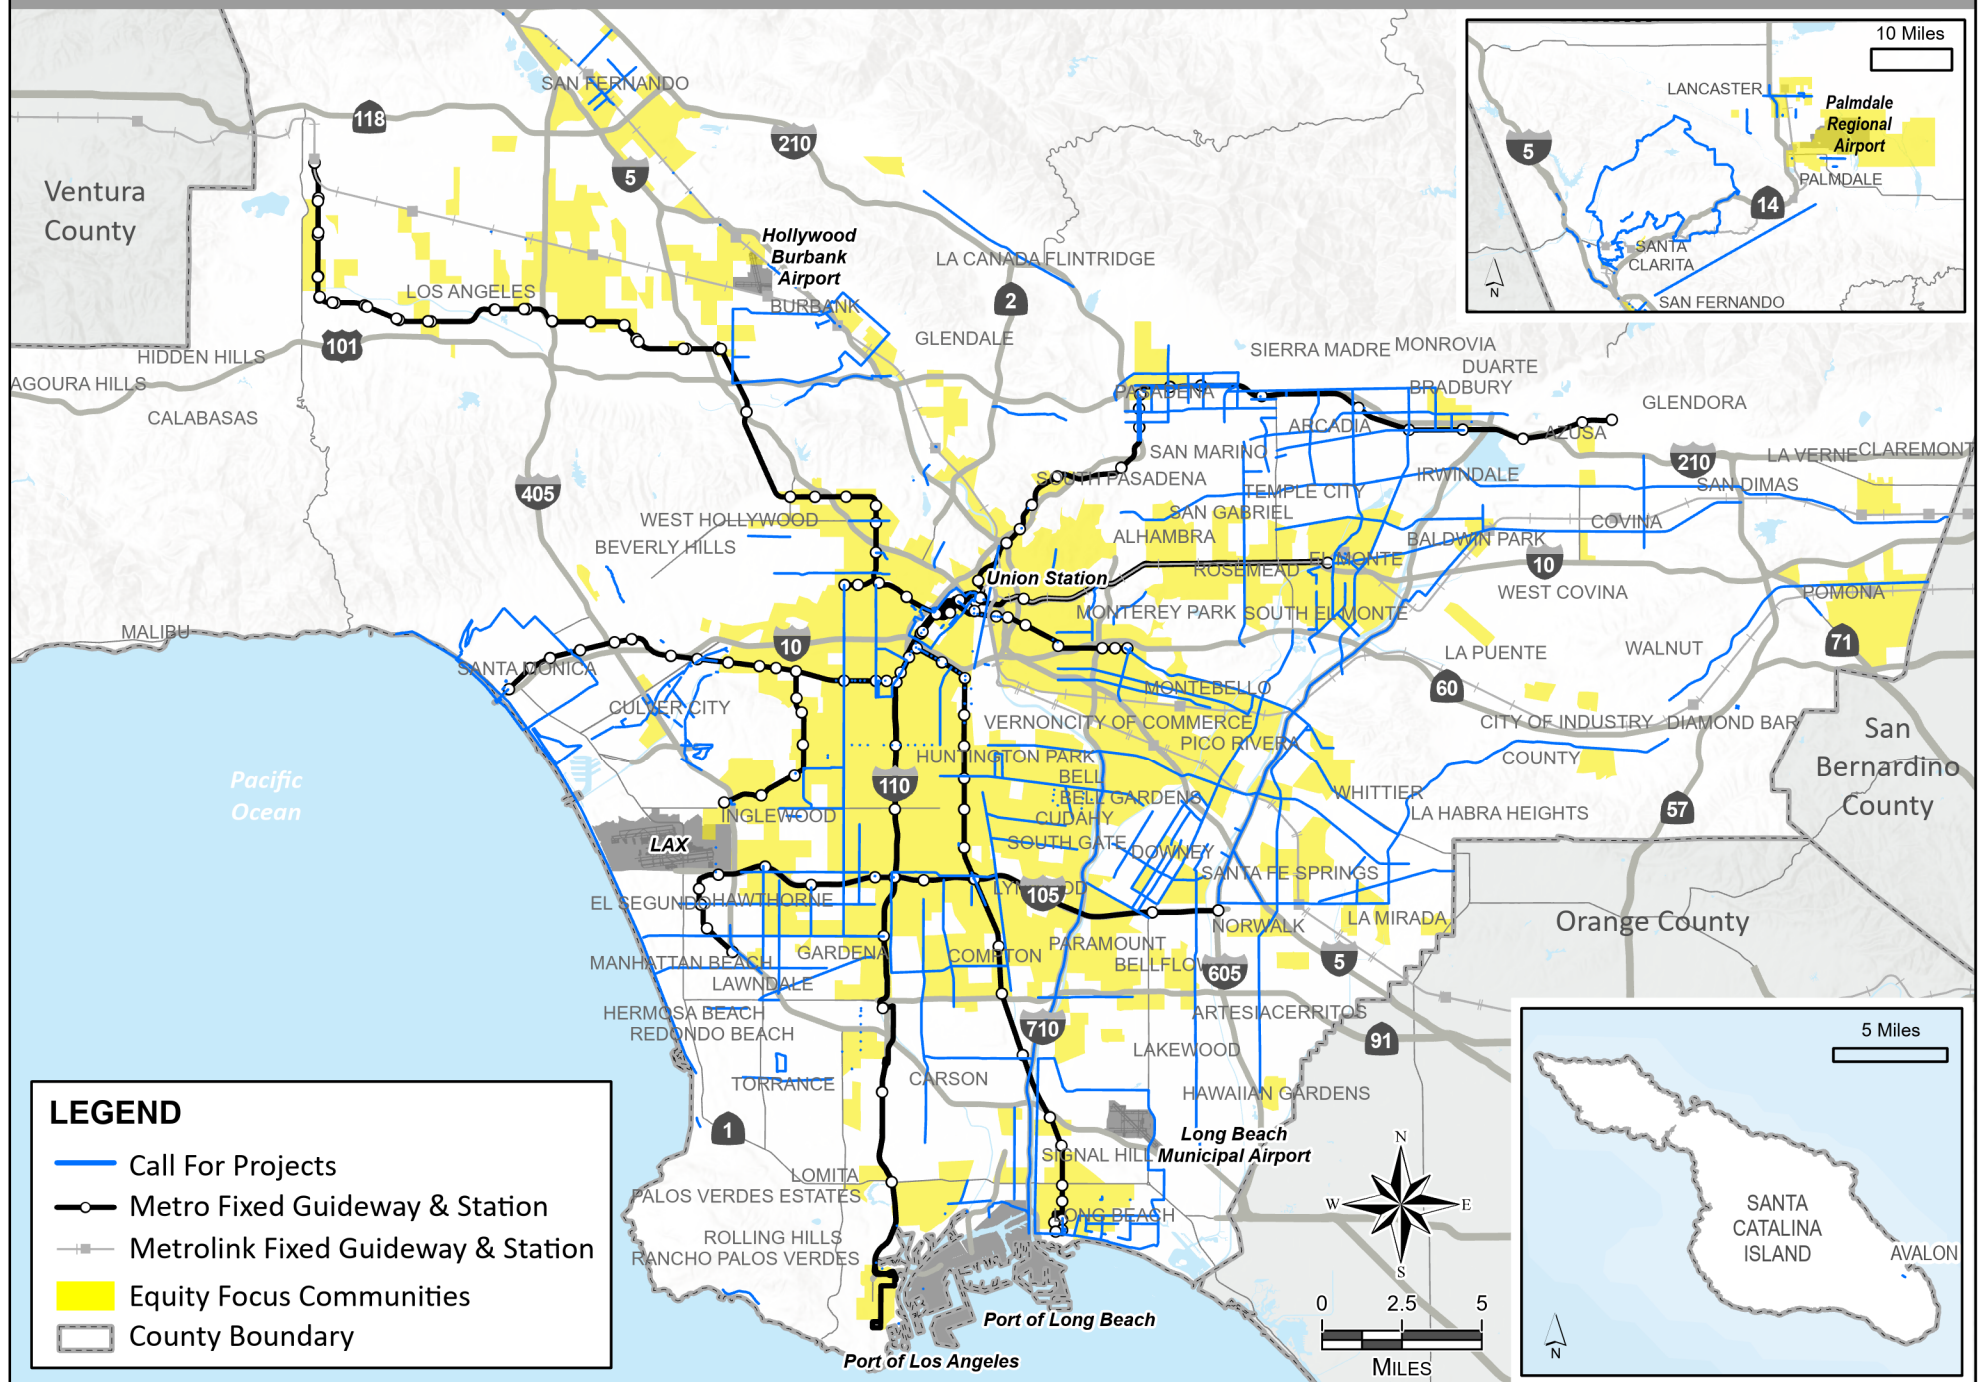 10 Miles
LANCASTER
Palmdale
Regional
Airport
5
PALMDALE
14
SANTA
CLARITA
N
SAN FERNANDO
SAN FERNANDO
118
210
5
Ventura
County
Hollywood
Burbank
Airport
LA CANADA FLINTRIDGE
LOS ANGELES
BURBANK
2
GLENDALE
101
HIDDEN HILLS
SIERRA MADRE
MONROVIA
DUARTE
BRADBURY
AGOURA HILLS
PASADENA
GLENDORA
CALABASAS
ARCADIA
AZUSA
SAN MARINO
210
LA VERNE
CLAREMONT
SOUTH PASADENA
IRWINDALE
405
TEMPLE CITY
SAN DIMAS
WEST HOLLYWOOD
SAN GABRIEL
COVINA
BEVERLY HILLS
ALHAMBRA
BALDWIN PARK
ROSEMEAD
EL MONTE
10
Union Station
WEST COVINA
POMONA
MONTEREY PARK
SOUTH EL MONTE
MALIBU
10
71
LA PUENTE
WALNUT
SANTA MONICA
60
MONTEBELLO
CULVER CITY
VERNON
CITY OF COMMERCE
CITY OF INDUSTRY
DIAMOND BAR
San
Bernardino
County
PICO RIVERA
HUNTINGTON PARK
COUNTY
Pacific
Ocean
110
BELL
BELL GARDENS
WHITTIER
57
INGLEWOOD
CUDAHY
LA HABRA HEIGHTS
LAX
SOUTH GATE
DOWNEY
SANTA FE SPRINGS
LYNWOOD
105
EL SEGUNDO
HAWTHORNE
LA MIRADA
Orange County
NORWALK
GARDENA
COMPTON
PARAMOUNT
MANHATTAN BEACH
BELLFLOW
605
5
LAWNDALE
HERMOSA BEACH
ARTESIA
CERRITOS
REDONDO BEACH
710
91
5 Miles
LAKEWOOD
TORRANCE
CARSON
HAWAIIAN GARDENS
1
Long Beach
Municipal Airport
SIGNAL HILL
LOMITA
PALOS VERDES ESTATES
LONG BEACH
ROLLING HILLS
RANCHO PALOS VERDES
Port of Long Beach
Port of Los Angeles
LEGEND
Call For Projects
Metro Fixed Guideway & Station
Metrolink Fixed Guideway & Station
Equity Focus Communities
County Boundary
N
W
E
S
0 2.5 5
MILES
SANTA
CATALINA
ISLAND
AVALON
N